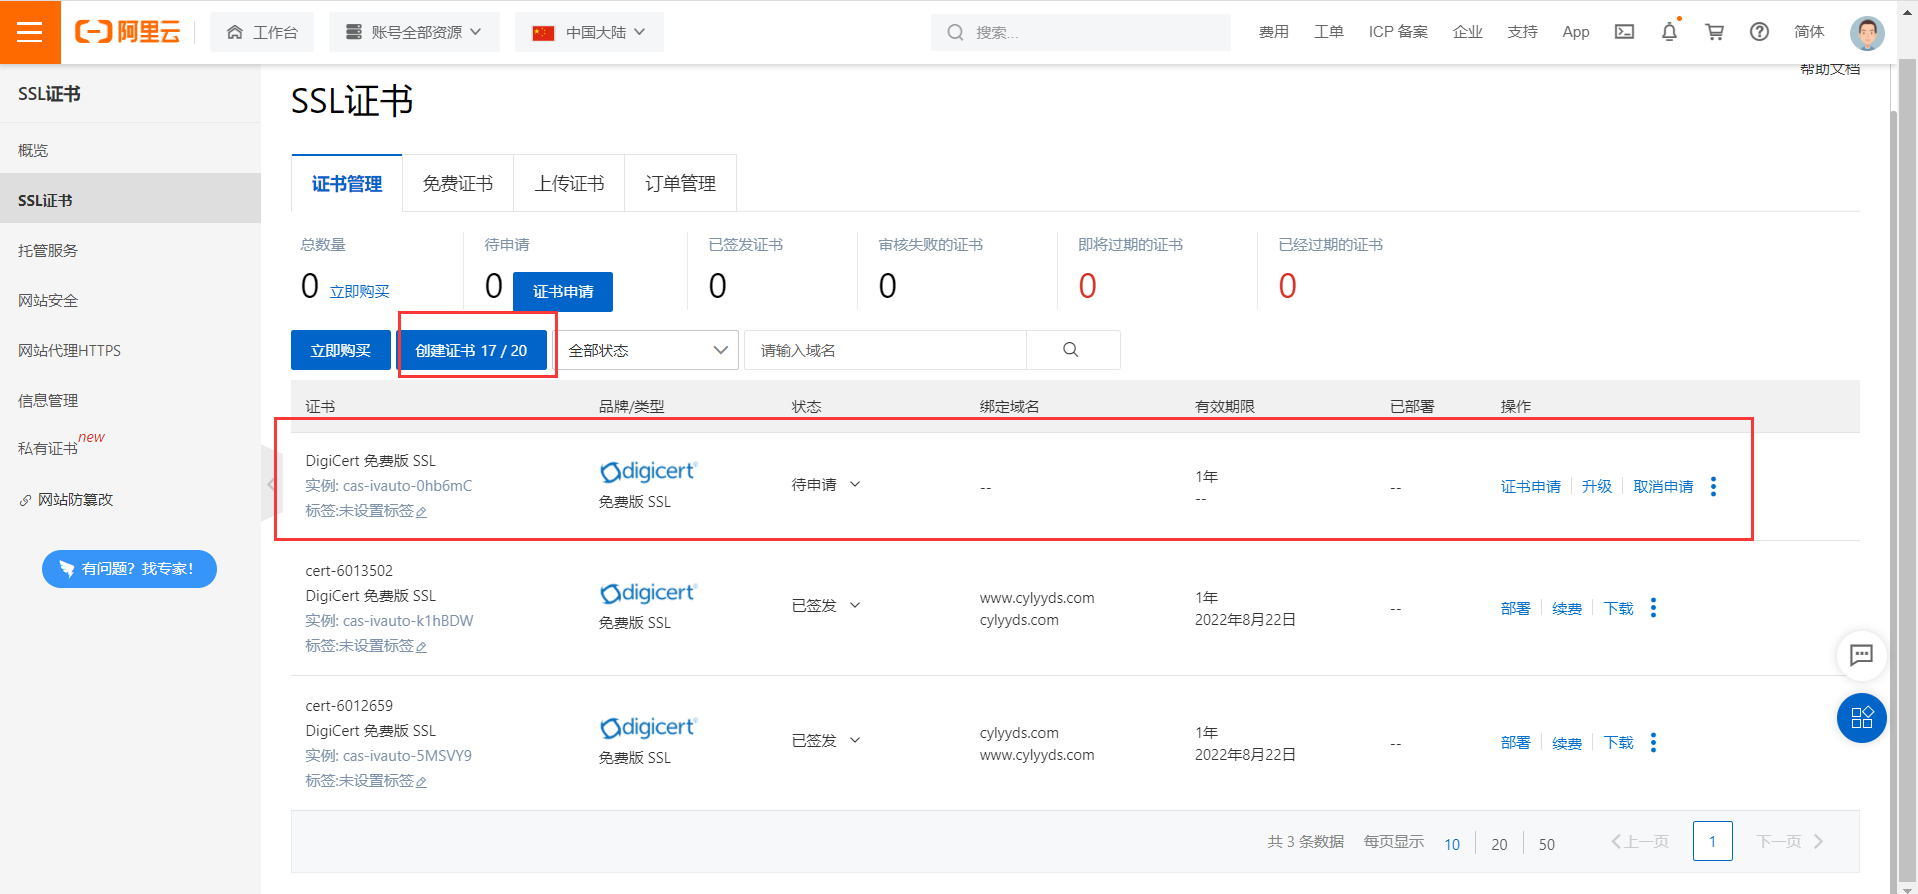 阿里云
工作台
账号全部资源
中国大陆
搜索...
费用
工单
ICP 备案
企业
支持
App
简体
帮助文档
SSL证书
概览
SSL证书
托管服务
网站安全
网站代理HTTPS
信息管理
私有证书 new
网站防篡改
有问题？找专家！
SSL证书
证书管理
免费证书
上传证书
订单管理
总数量
0 立即购买
待申请
0 证书申请
已签发证书
0
审核失败的证书
0
即将过期的证书
0
已经过期的证书
0
立即购买
创建证书 17 / 20
全部状态
请输入域名
证书 品牌/类型 状态 绑定域名 有效期限 已部署 操作
DigiCert 免费版 SSL
实例: cas-ivauto-0hb6mC
标签:未设置标签
digicert
免费版 SSL
待申请
--
1年
--
--
证书申请 升级 取消申请
cert-6013502
DigiCert 免费版 SSL
实例: cas-ivauto-k1hBDW
标签:未设置标签
digicert
免费版 SSL
已签发
www.cylyyds.com
cylyyds.com
1年
2022年8月22日
--
部署 续费 下载
cert-6012659
DigiCert 免费版 SSL
实例: cas-ivauto-5MSVY9
标签:未设置标签
digicert
免费版 SSL
已签发
cylyyds.com
www.cylyyds.com
1年
2022年8月22日
--
部署 续费 下载
共 3 条数据 每页显示 10 20 50 上一页 1 下一页